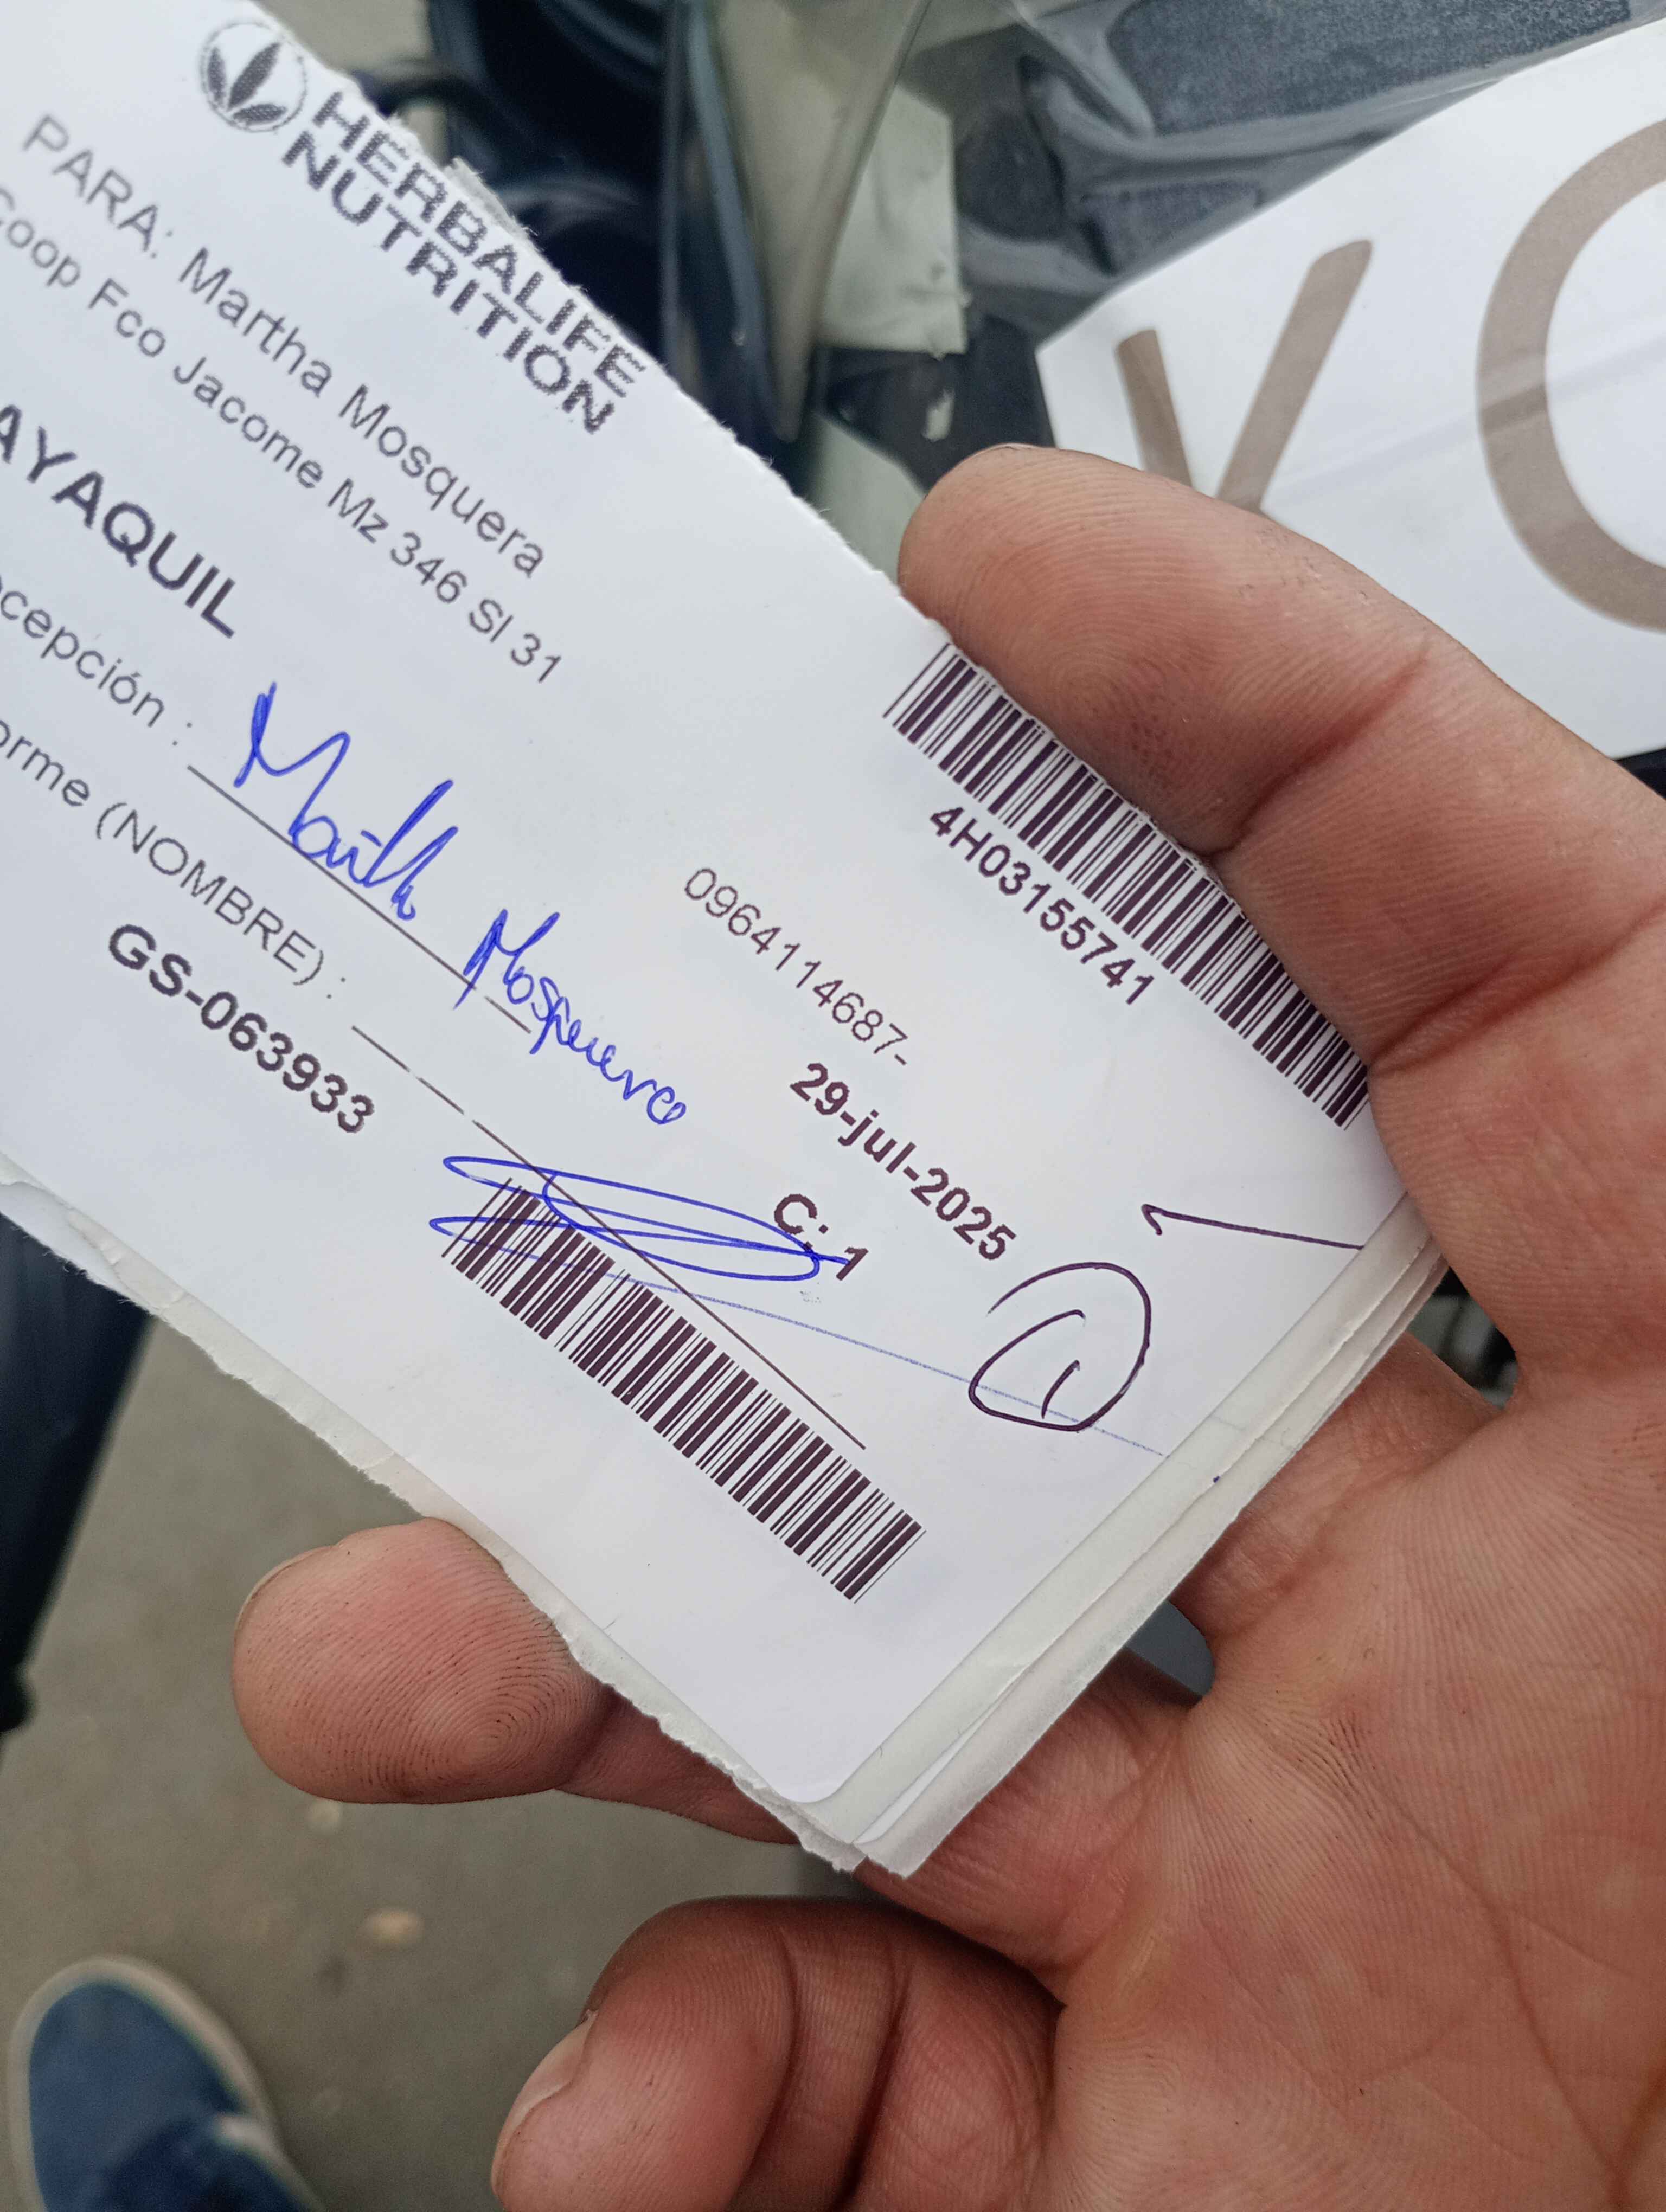 HERBALIFE
NUTRITION
PARA: Martha Mosquera
Coop Fco Jacome Mz 346 Sl 31
AYAQUIL
4H03155741
0964114687-
29-jul-2025
C: 1
cepción :
Martha Mosquera
orme (NOMBRE) :
GS-063933
1